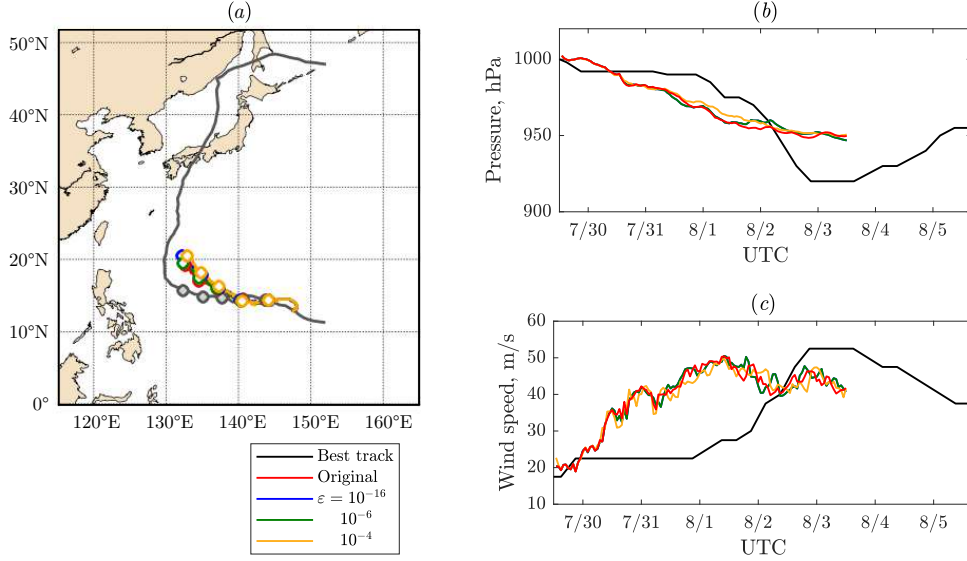 (a)
50°N
40°N
30°N
20°N
10°N
0°
120°E
130°E
140°E
150°E
160°E
Best track
Original
ε = 10⁻¹⁶
10⁻⁶
10⁻⁴
(b)
Pressure, hPa
1000
950
900
7/30
7/31
8/1
8/2
8/3
8/4
8/5
UTC
(c)
Wind speed, m/s
60
50
40
30
20
10
7/30
7/31
8/1
8/2
8/3
8/4
8/5
UTC